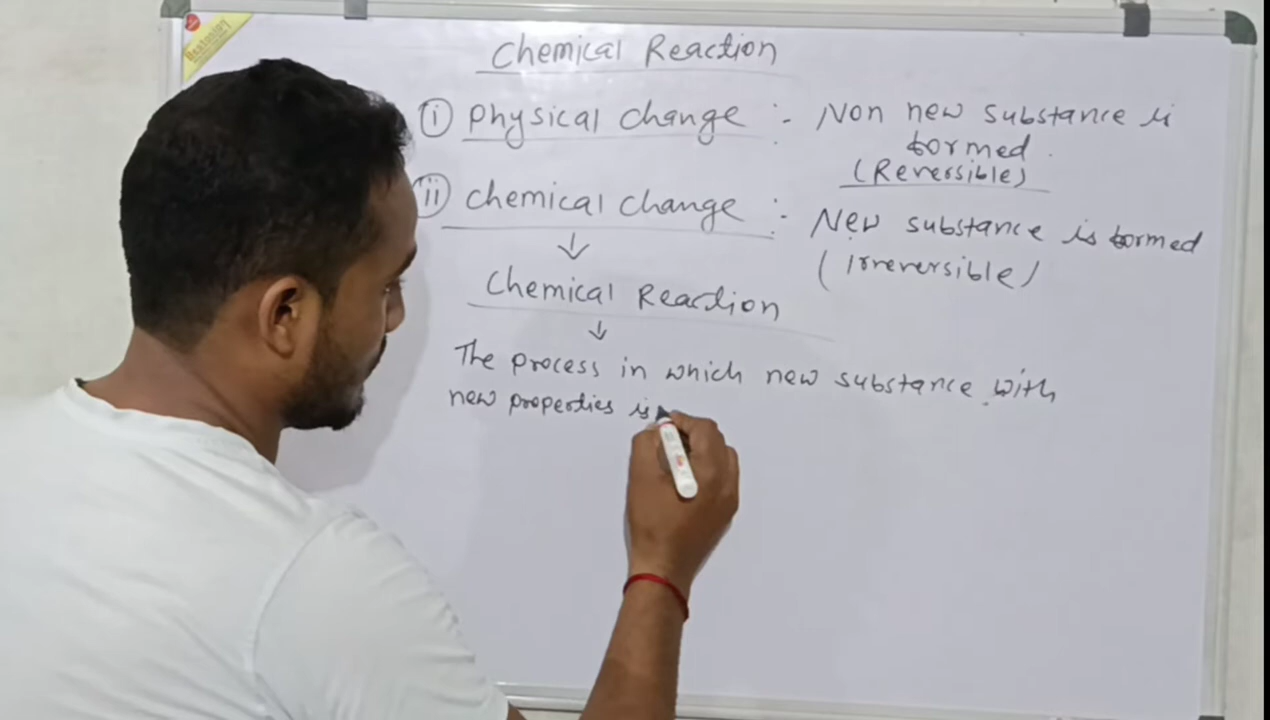 Chemical Reaction
(i) Physical change :- Non new substance is
formed.
(Reversible)
(ii) Chemical change :- New substance is formed
(Irreversible)
↓
Chemical Reaction
↓
The process in which new substance with
new properties is